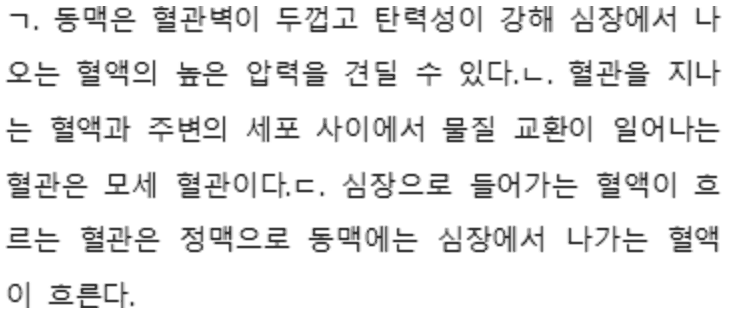 ㄱ. 동맥은 혈관벽이 두껍고 탄력성이 강해 심장에서 나
오는 혈액의 높은 압력을 견딜 수 있다.ㄴ. 혈관을 지나
는 혈액과 주변의 세포 사이에서 물질 교환이 일어나는
혈관은 모세 혈관이다.ㄷ. 심장으로 들어가는 혈액이 흐
르는 혈관은 정맥으로 동맥에는 심장에서 나가는 혈액
이 흐른다.